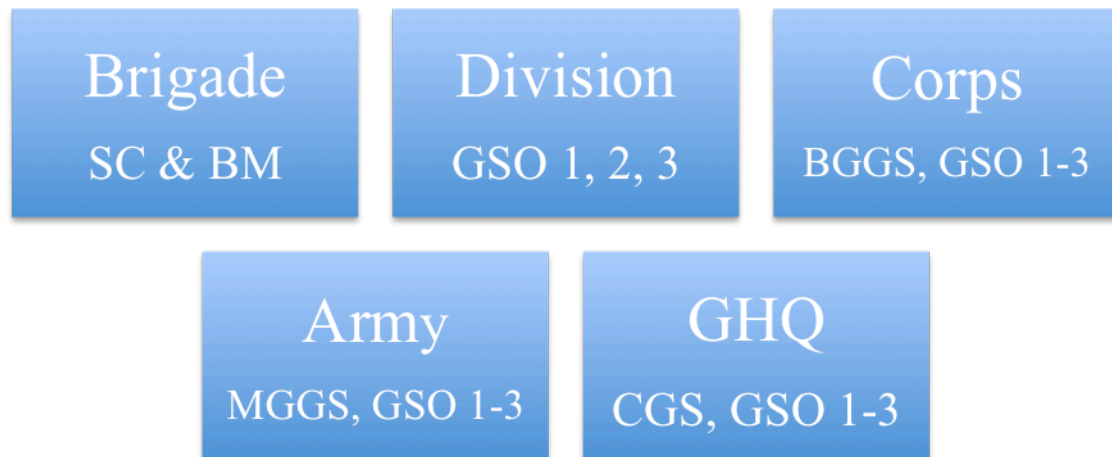 Brigade
SC & BM
Division
GSO 1, 2, 3
Corps
BGGS, GSO 1-3
Army
MGGS, GSO 1-3
GHQ
CGS, GSO 1-3